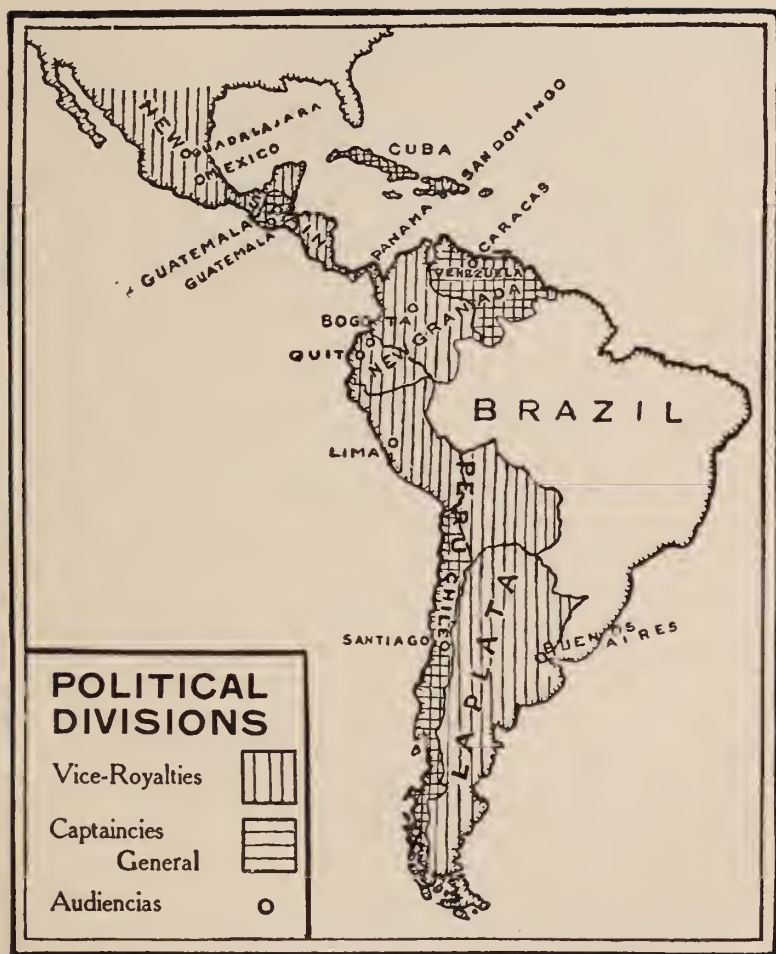 NEW
SPAIN
GUADALAJARA
MEXICO
CUBA
SAN DOMINGO
GUATEMALA
GUATEMALA
PANAMA
CARACAS
VENEZUELA
BOGOTA
NEW GRANADA
QUITO
BRAZIL
LIMA
PERU
CHILE
SANTIAGO
LA PLATA
BUENOS
AIRES
POLITICAL
DIVISIONS
Vice-Royalties
Captaincies
General
Audiencias